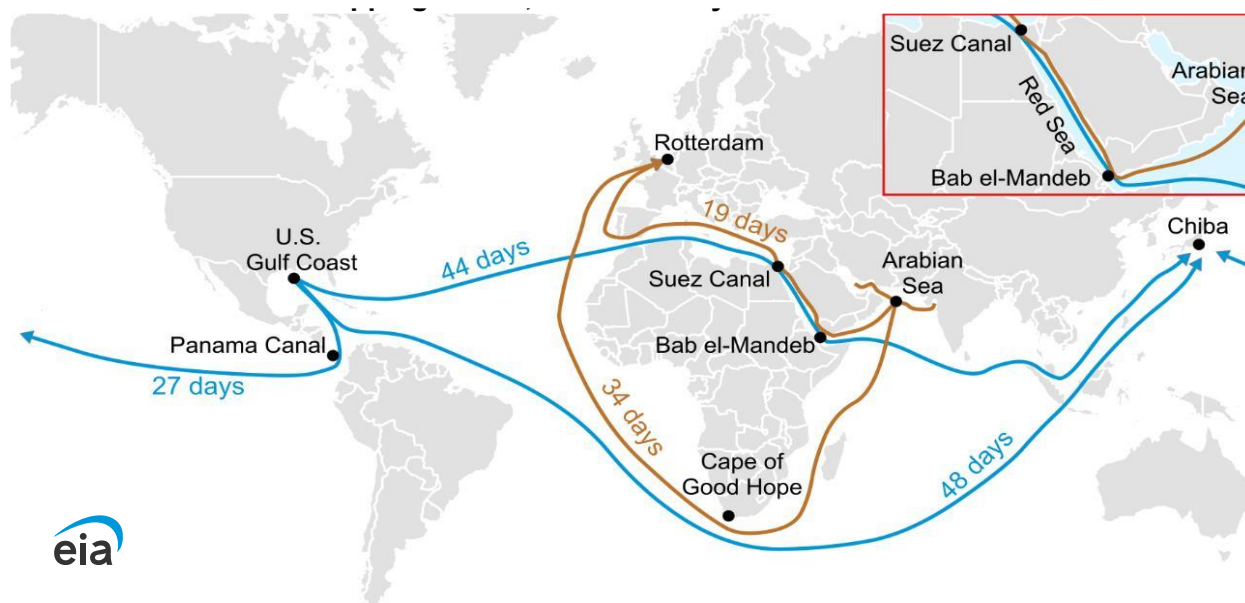 Suez Canal
Arabian
Sea
Red Sea
Bab el-Mandeb
Rotterdam
19 days
Chiba
U.S.
Gulf Coast
44 days
Suez Canal
Arabian
Sea
Panama Canal
Bab el-Mandeb
27 days
34 days
48 days
Cape of
Good Hope
eia